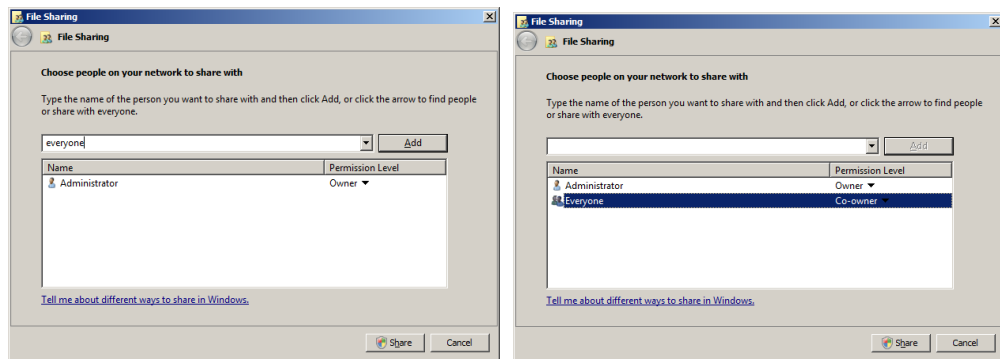 File Sharing
File Sharing
Choose people on your network to share with
Type the name of the person you want to share with and then click Add, or click the arrow to find people
or share with everyone.
everyone
Add
Name Permission Level
Administrator Owner
Tell me about different ways to share in Windows.
Share Cancel
File Sharing
File Sharing
Choose people on your network to share with
Type the name of the person you want to share with and then click Add, or click the arrow to find people
or share with everyone.
Add
Name Permission Level
Administrator Owner
Everyone Co-owner
Tell me about different ways to share in Windows.
Share Cancel